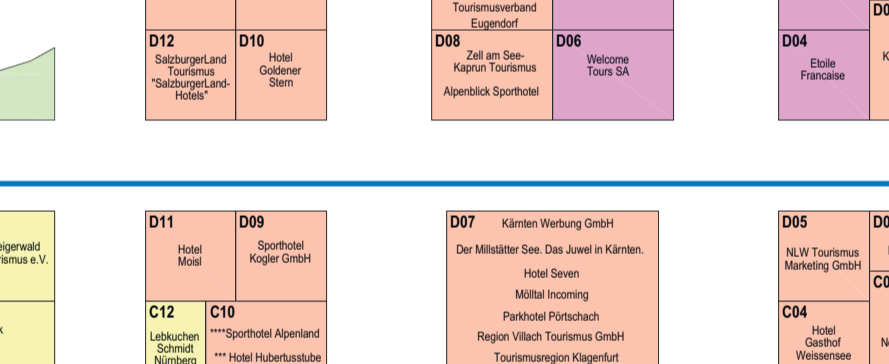 Tourismusverband
Eugendorf
D12
SalzburgerLand
Tourismus
"SalzburgerLand-
Hotels"
D10
Hotel
Goldener
Stern
D08
Zell am See-
Kaprun Tourismus
Alpenblick Sporthotel
D06
Welcome
Tours SA
D04
Etoile
Francaise
D11
Hotel
Moisl
D09
Sporthotel
Kogler GmbH
D07
Kärnten Werbung GmbH
Der Millstätter See. Das Juwel in Kärnten.
Hotel Seven
Mölltal Incoming
Parkhotel Pörtschach
Region Villach Tourismus GmbH
Tourismusregion Klagenfurt
D05
NLW Tourismus
Marketing GmbH
C12
Lebkuchen
Schmidt
Nürnberg
C10
****Sporthotel Alpenland
*** Hotel Hubertusstube
C04
Hotel
Gasthof
Weissensee